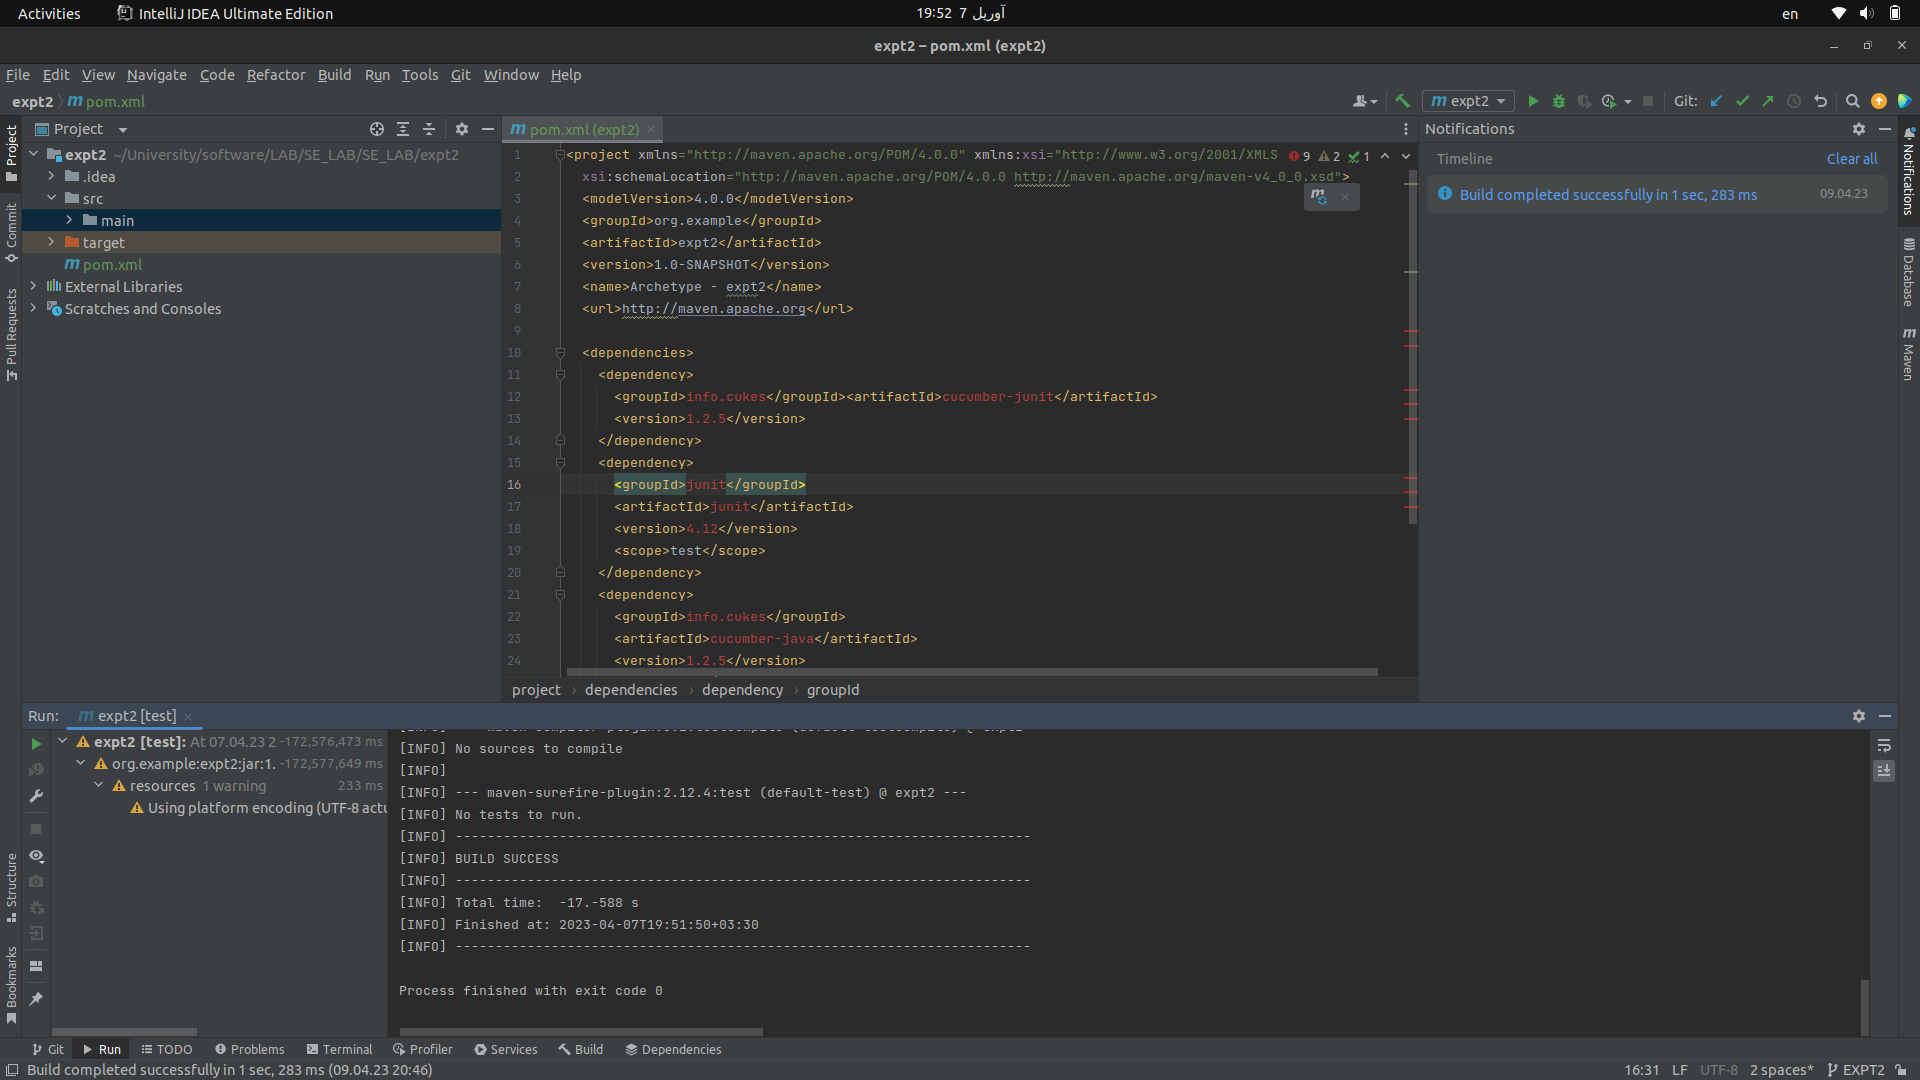 Activities
IntelliJ IDEA Ultimate Edition
19:52 7 آوریل
en
expt2 – pom.xml (expt2)
File Edit View Navigate Code Refactor Build Run Tools Git Window Help
expt2 pom.xml
expt2
Git:
Project
pom.xml (expt2)
Notifications
expt2 ~/University/software/LAB/SE_LAB/SE_LAB/expt2
.idea
src
main
target
pom.xml
External Libraries
Scratches and Consoles
Project
Commit
Pull Requests
Structure
Bookmarks
9 2 1
1 <project xmlns="http://maven.apache.org/POM/4.0.0" xmlns:xsi="http://www.w3.org/2001/XMLS
2 xsi:schemaLocation="http://maven.apache.org/POM/4.0.0 http://maven.apache.org/maven-v4_0_0.xsd">
3 <modelVersion>4.0.0</modelVersion>
4 <groupId>org.example</groupId>
5 <artifactId>expt2</artifactId>
6 <version>1.0-SNAPSHOT</version>
7 <name>Archetype - expt2</name>
8 <url>http://maven.apache.org</url>
9
10 <dependencies>
11 <dependency>
12 <groupId>info.cukes</groupId><artifactId>cucumber-junit</artifactId>
13 <version>1.2.5</version>
14 </dependency>
15 <dependency>
16 <groupId>junit</groupId>
17 <artifactId>junit</artifactId>
18 <version>4.12</version>
19 <scope>test</scope>
20 </dependency>
21 <dependency>
22 <groupId>info.cukes</groupId>
23 <artifactId>cucumber-java</artifactId>
24 <version>1.2.5</version>
project › dependencies › dependency › groupId
Timeline
Clear all
Build completed successfully in 1 sec, 283 ms
09.04.23
Notifications
Database
Maven
Run: expt2 [test]
expt2 [test]: At 07.04.23 2 -172,576,473 ms
org.example:expt2:jar:1. -172,577,649 ms
resources 1 warning 233 ms
Using platform encoding (UTF-8 actu
[INFO] No sources to compile
[INFO]
[INFO] --- maven-surefire-plugin:2.12.4:test (default-test) @ expt2 ---
[INFO] No tests to run.
[INFO] ------------------------------------------------------------------------
[INFO] BUILD SUCCESS
[INFO] ------------------------------------------------------------------------
[INFO] Total time:  -17.-588 s
[INFO] Finished at: 2023-04-07T19:51:50+03:30
[INFO] ------------------------------------------------------------------------
Process finished with exit code 0
Git Run TODO Problems Terminal Profiler Services Build Dependencies
Build completed successfully in 1 sec, 283 ms (09.04.23 20:46)
16:31 LF UTF-8 2 spaces* EXPT2